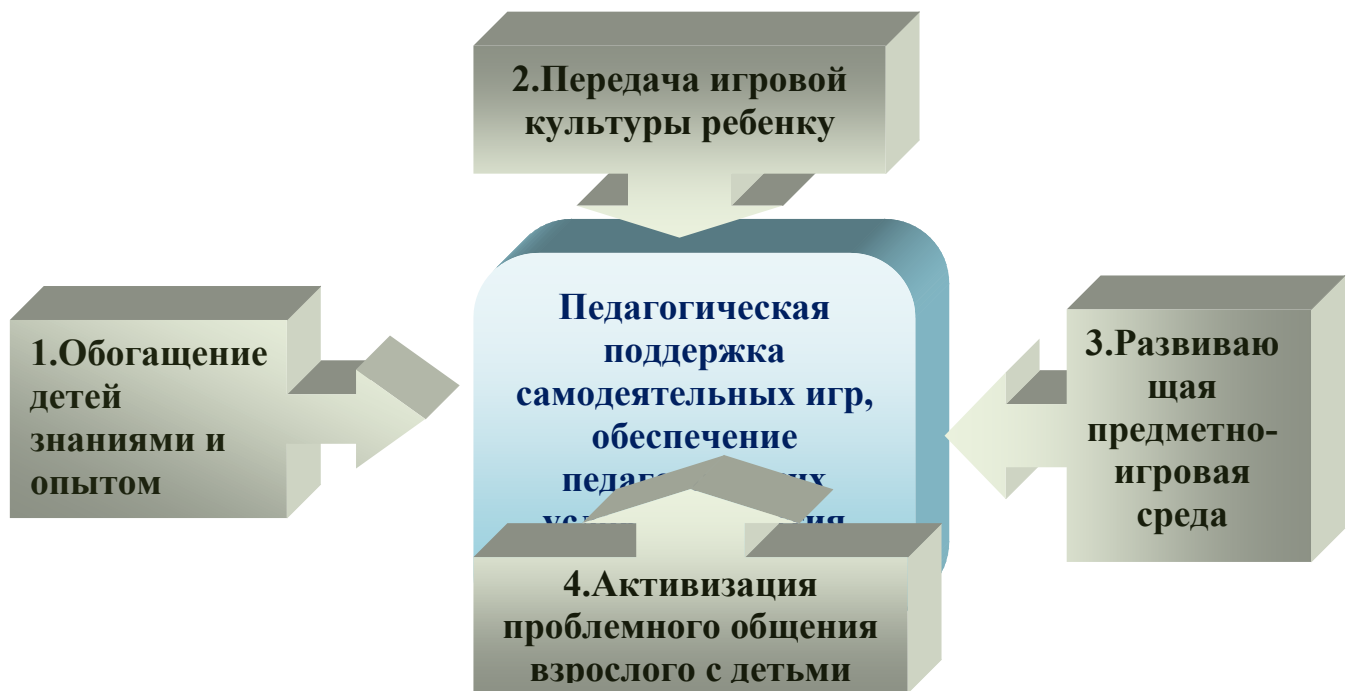 2.Передача игровой
культуры ребенку
1.Обогащение
детей
знаниями и
опытом
Педагогическая
поддержка
самодеятельных игр,
обеспечение
3.Развиваю
щая
предметно-
игровая
среда
4.Активизация
проблемного общения
взрослого с детьми